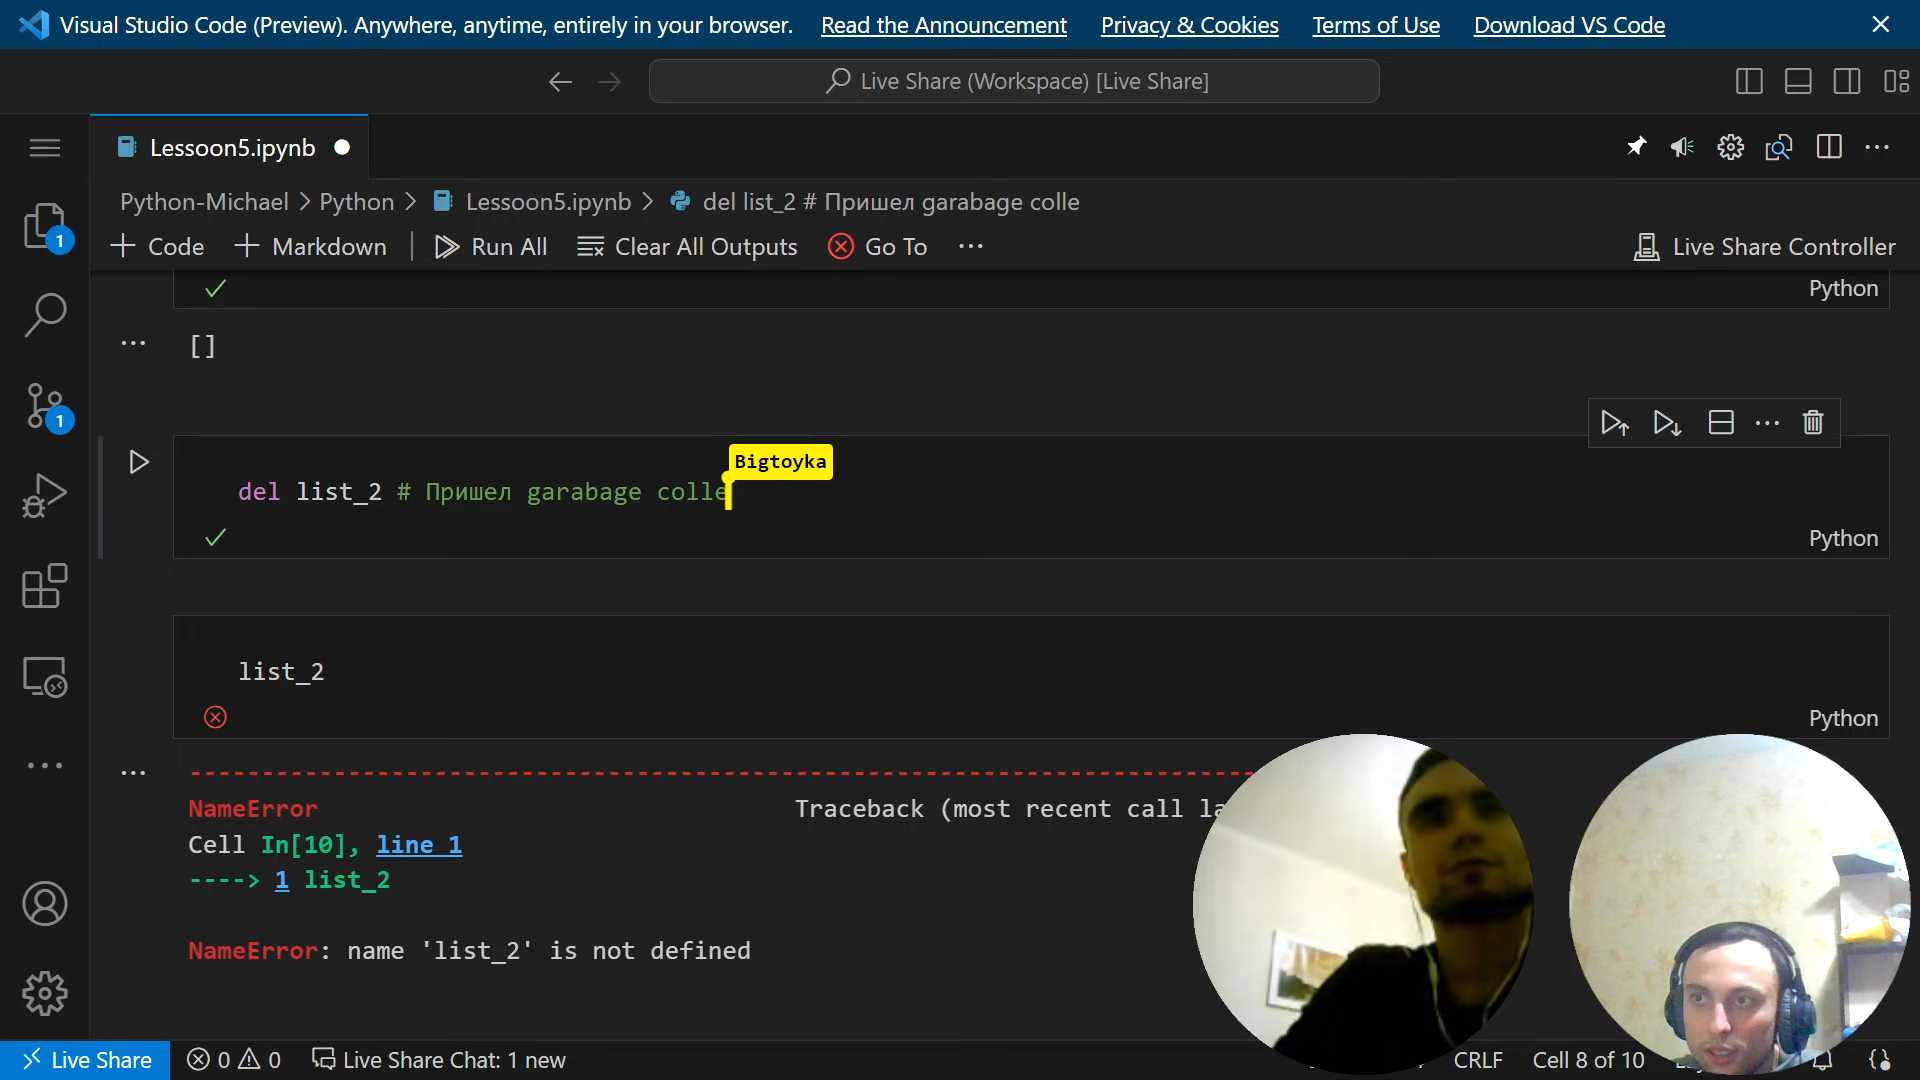 Visual Studio Code (Preview). Anywhere, anytime, entirely in your browser. Read the Announcement Privacy & Cookies Terms of Use Download VS Code
Live Share (Workspace) [Live Share]
Lessoon5.ipynb
Python-Michael > Python > Lessoon5.ipynb > del list_2 # Пришел garabage colle
+ Code + Markdown Run All Clear All Outputs Go To ... Live Share Controller
Python
... []
1
1
Bigtoyka
del list_2 # Пришел garabage colle
Python
list_2
Python
...
--------------------------------------------------------------------------
NameError Traceback (most recent call la
Cell In[10], line 1
----> 1 list_2
NameError: name 'list_2' is not defined
Live Share 0 0 Live Share Chat: 1 new CRLF Cell 8 of 10